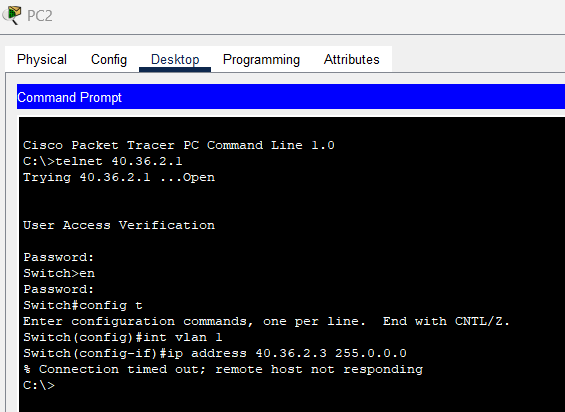 PC2
Physical Config Desktop Programming Attributes
Command Prompt
Cisco Packet Tracer PC Command Line 1.0
C:\>telnet 40.36.2.1
Trying 40.36.2.1 ...Open
User Access Verification
Password:
Switch>en
Password:
Switch#config t
Enter configuration commands, one per line.  End with CNTL/Z.
Switch(config)#int vlan 1
Switch(config-if)#ip address 40.36.2.3 255.0.0.0
% Connection timed out; remote host not responding
C:\>